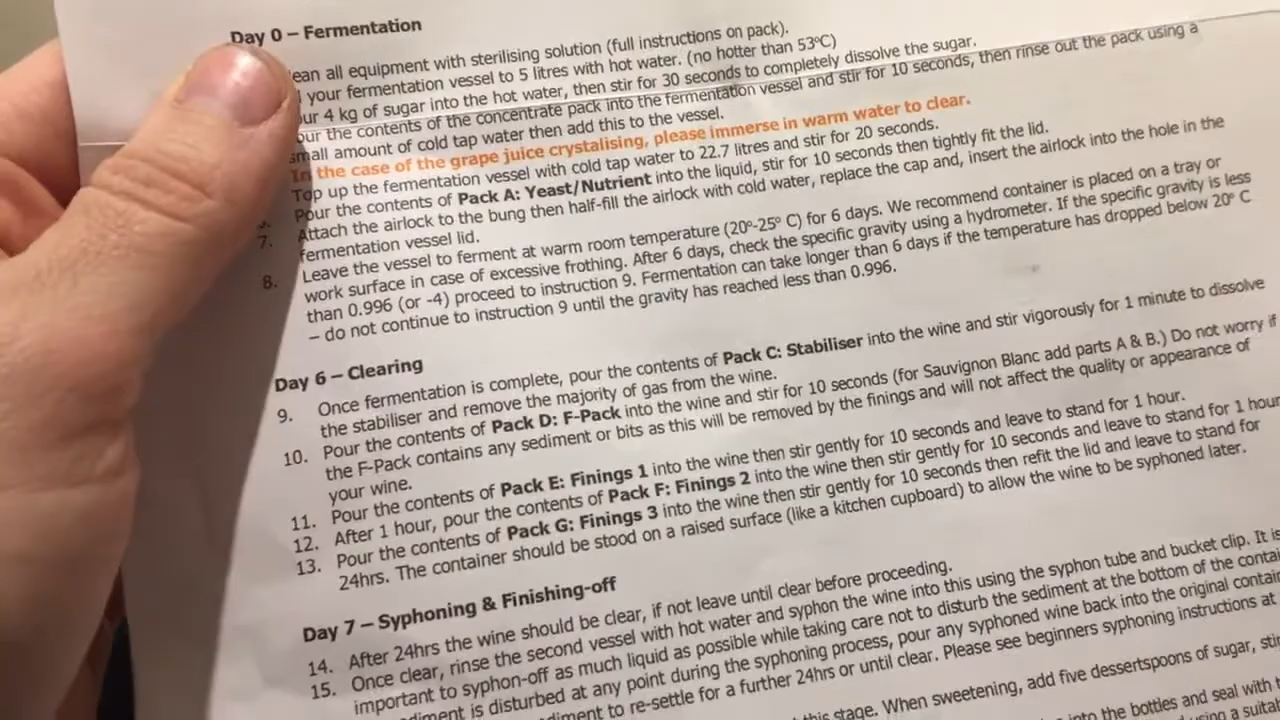 Day 0 – Fermentation
ean all equipment with sterilising solution (full instructions on pack).
your fermentation vessel to 5 litres with hot water. (no hotter than 53ºC)
ur 4 kg of sugar into the hot water, then stir for 30 seconds to completely dissolve the sugar.
our the contents of the concentrate pack into the fermentation vessel and stir for 10 seconds, then rinse out the pack using a
small amount of cold tap water then add this to the vessel.
In the case of the grape juice crystalising, please immerse in warm water to clear.
Top up the fermentation vessel with cold tap water to 22.7 litres and stir for 20 seconds.
Pour the contents of Pack A: Yeast/Nutrient into the liquid, stir for 10 seconds then tightly fit the lid.
7. Attach the airlock to the bung then half-fill the airlock with cold water, replace the cap and, insert the airlock into the hole in the
fermentation vessel lid.
8. Leave the vessel to ferment at warm room temperature (20º-25º C) for 6 days. We recommend container is placed on a tray or
work surface in case of excessive frothing. After 6 days, check the specific gravity using a hydrometer. If the specific gravity is less
than 0.996 (or -4) proceed to instruction 9. Fermentation can take longer than 6 days if the temperature has dropped below 20º C
– do not continue to instruction 9 until the gravity has reached less than 0.996.
Day 6 – Clearing
9. Once fermentation is complete, pour the contents of Pack C: Stabiliser into the wine and stir vigorously for 1 minute to dissolve
the stabiliser and remove the majority of gas from the wine.
10. Pour the contents of Pack D: F-Pack into the wine and stir for 10 seconds (for Sauvignon Blanc add parts A & B.) Do not worry if
the F-Pack contains any sediment or bits as this will be removed by the finings and will not affect the quality or appearance of
your wine.
11. Pour the contents of Pack E: Finings 1 into the wine then stir gently for 10 seconds and leave to stand for 1 hour.
12. After 1 hour, pour the contents of Pack F: Finings 2 into the wine then stir gently for 10 seconds and leave to stand for 1 hour
13. Pour the contents of Pack G: Finings 3 into the wine then stir gently for 10 seconds then refit the lid and leave to stand for
24hrs. The container should be stood on a raised surface (like a kitchen cupboard) to allow the wine to be syphoned later.
Day 7 – Syphoning & Finishing-off
14. After 24hrs the wine should be clear, if not leave until clear before proceeding.
15. Once clear, rinse the second vessel with hot water and syphon the wine into this using the syphon tube and bucket clip. It is
important to syphon-off as much liquid as possible while taking care not to disturb the sediment at the bottom of the contai
diment is disturbed at any point during the syphoning process, pour any syphoned wine back into the original contain
diment to re-settle for a further 24hrs or until clear. Please see beginners syphoning instructions at
this stage. When sweetening, add five dessertspoons of sugar, sti
into the bottles and seal with t
using a suita